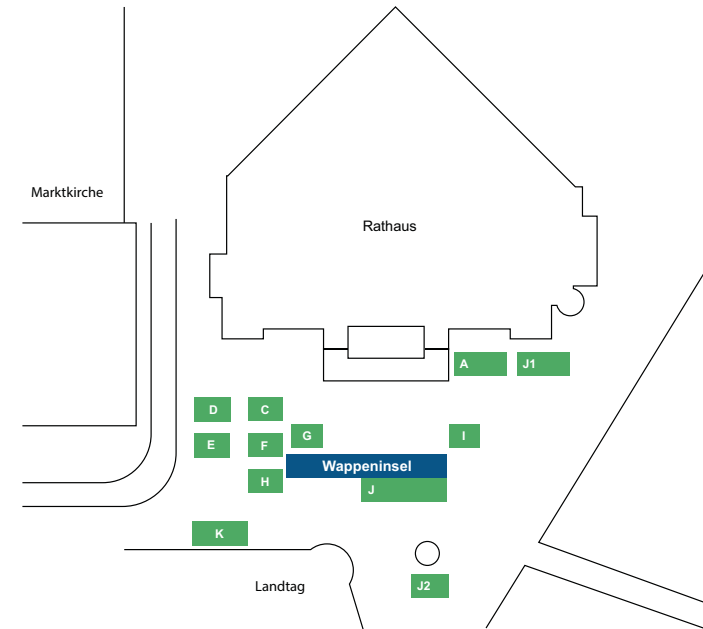 Marktkirche
Rathaus
A
J1
D
C
G
I
E
F
Wappeninsel
H
J
K
Landtag
J2